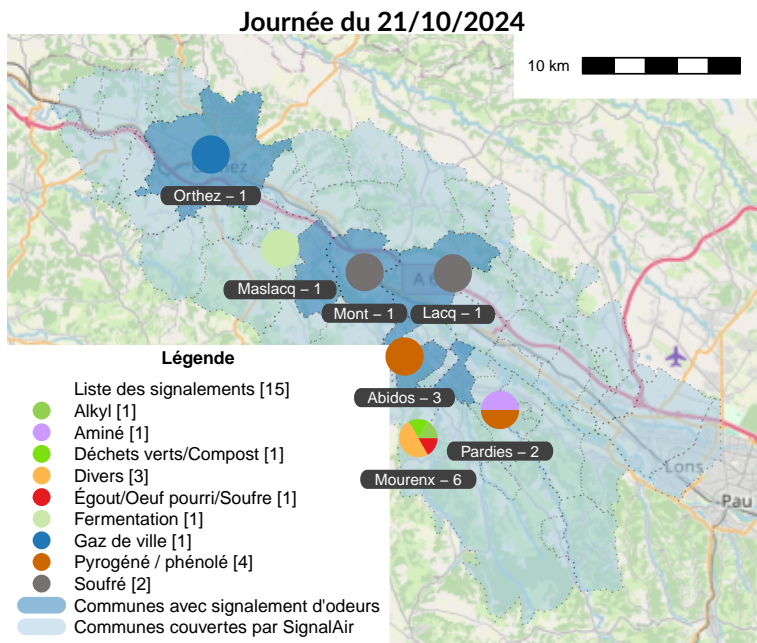 Journée du 21/10/2024
10 km
Orthez – 1
Maslacq – 1
Mont – 1
Lacq – 1
Abidos – 3
Pardies – 2
Mourenx – 6
Lons
Pau
Légende
Liste des signalements [15]
Alkyl [1]
Aminé [1]
Déchets verts/Compost [1]
Divers [3]
Égout/Oeuf pourri/Soufre [1]
Fermentation [1]
Gaz de ville [1]
Pyrogéné / phénolé [4]
Soufré [2]
Communes avec signalement d'odeurs
Communes couvertes par SignalAir